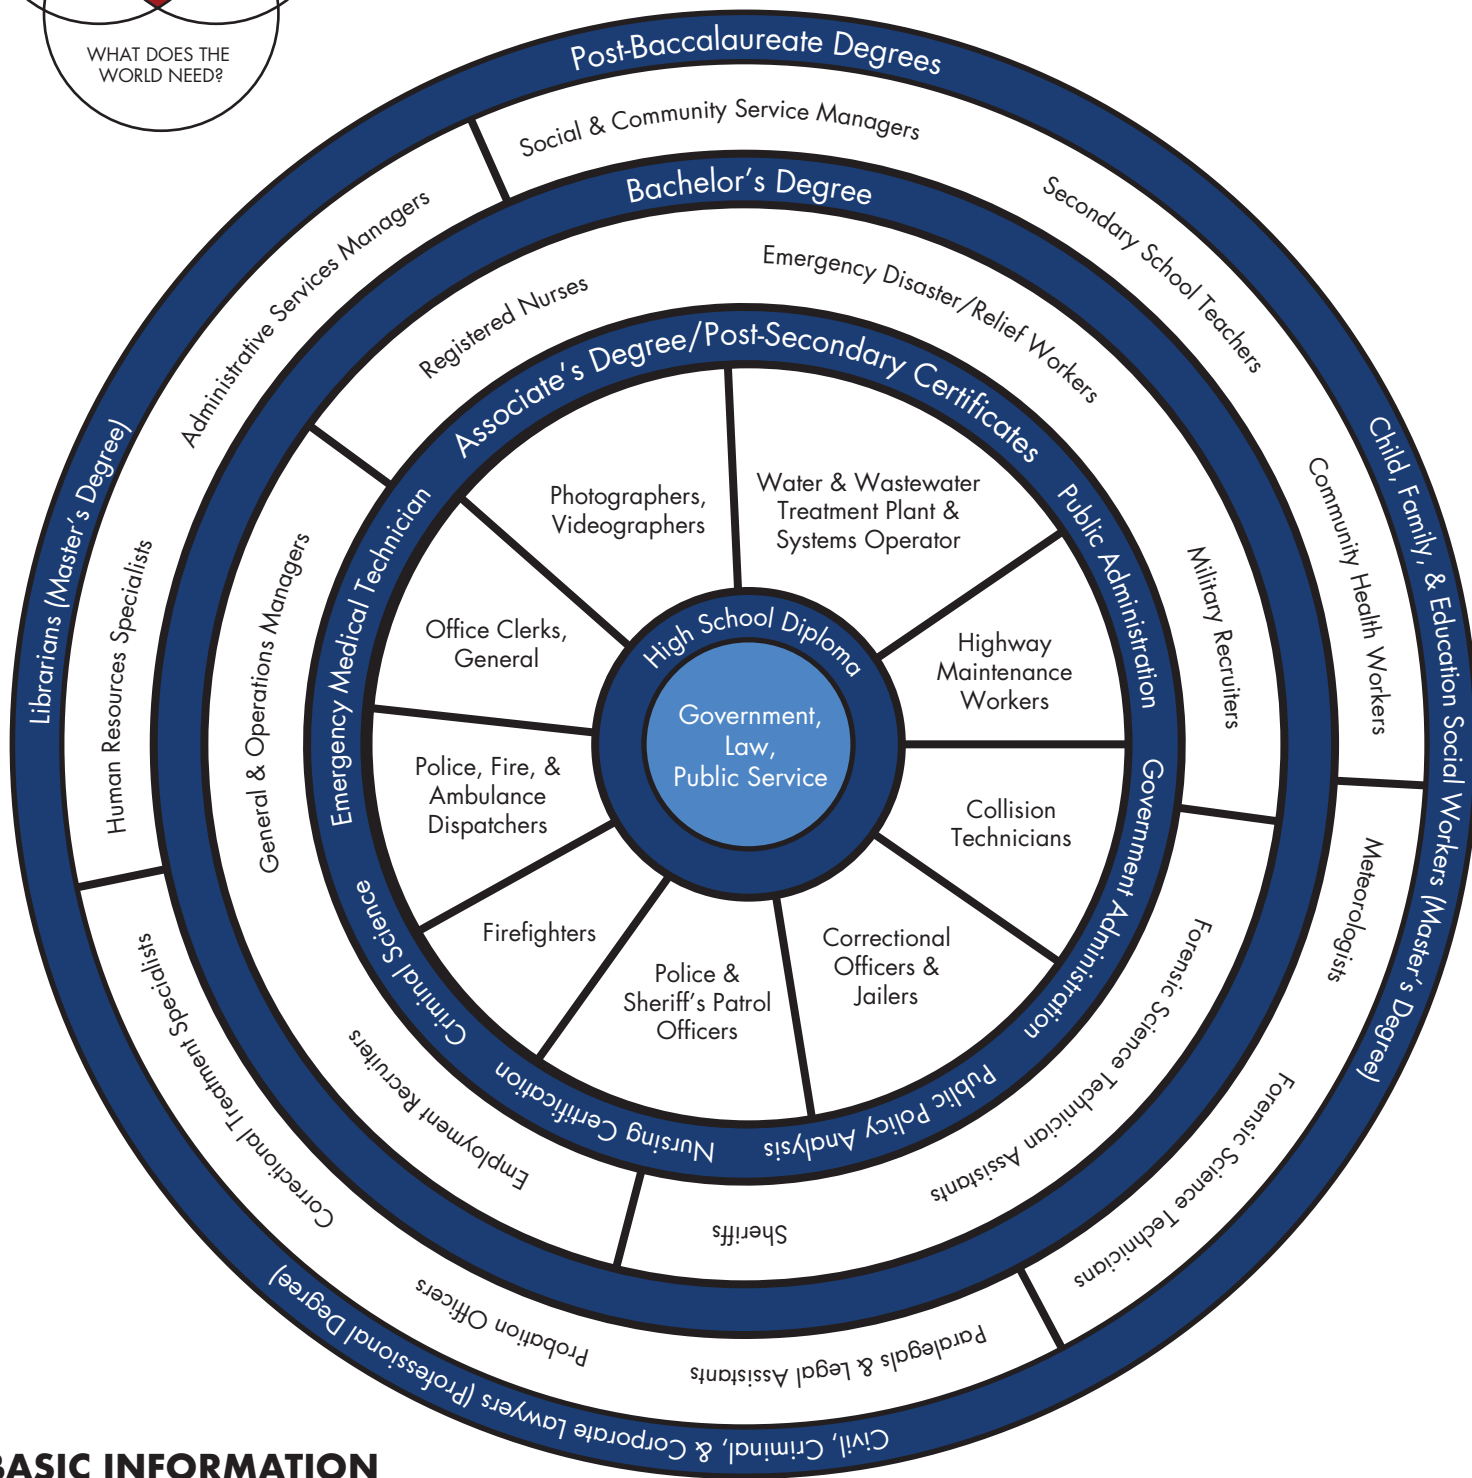 WHAT DOES THE
WORLD NEED?
Post-Baccalaureate Degrees
Social & Community Service Managers
Secondary School Teachers
Community Health Workers
Child, Family, & Education Social Workers (Master's Degree)
Meteorologists
Forensic Science Technicians
Paralegals & Legal Assistants
Civil, Criminal, & Corporate Lawyers (Professional Degree)
Probation Officers
Correctional Treatment Specialists
Human Resources Specialists
Librarians (Master's Degree)
Administrative Services Managers
Bachelor's Degree
Registered Nurses
Emergency Disaster/Relief Workers
Military Recruiters
Forensic Science Technician Assistants
Sheriffs
Employment Recruiters
General & Operations Managers
Associate's Degree/Post-Secondary Certificates
Public Administration
Government Administration
Public Policy Analysis
Nursing Certification
Criminal Science
Emergency Medical Technician
Photographers,
Videographers
Water & Wastewater
Treatment Plant &
Systems Operator
Highway
Maintenance
Workers
Collision
Technicians
Correctional
Officers &
Jailers
Police &
Sheriff's Patrol
Officers
Firefighters
Police, Fire, &
Ambulance
Dispatchers
Office Clerks,
General
High School Diploma
Government,
Law,
Public Service
BASIC INFORMATION